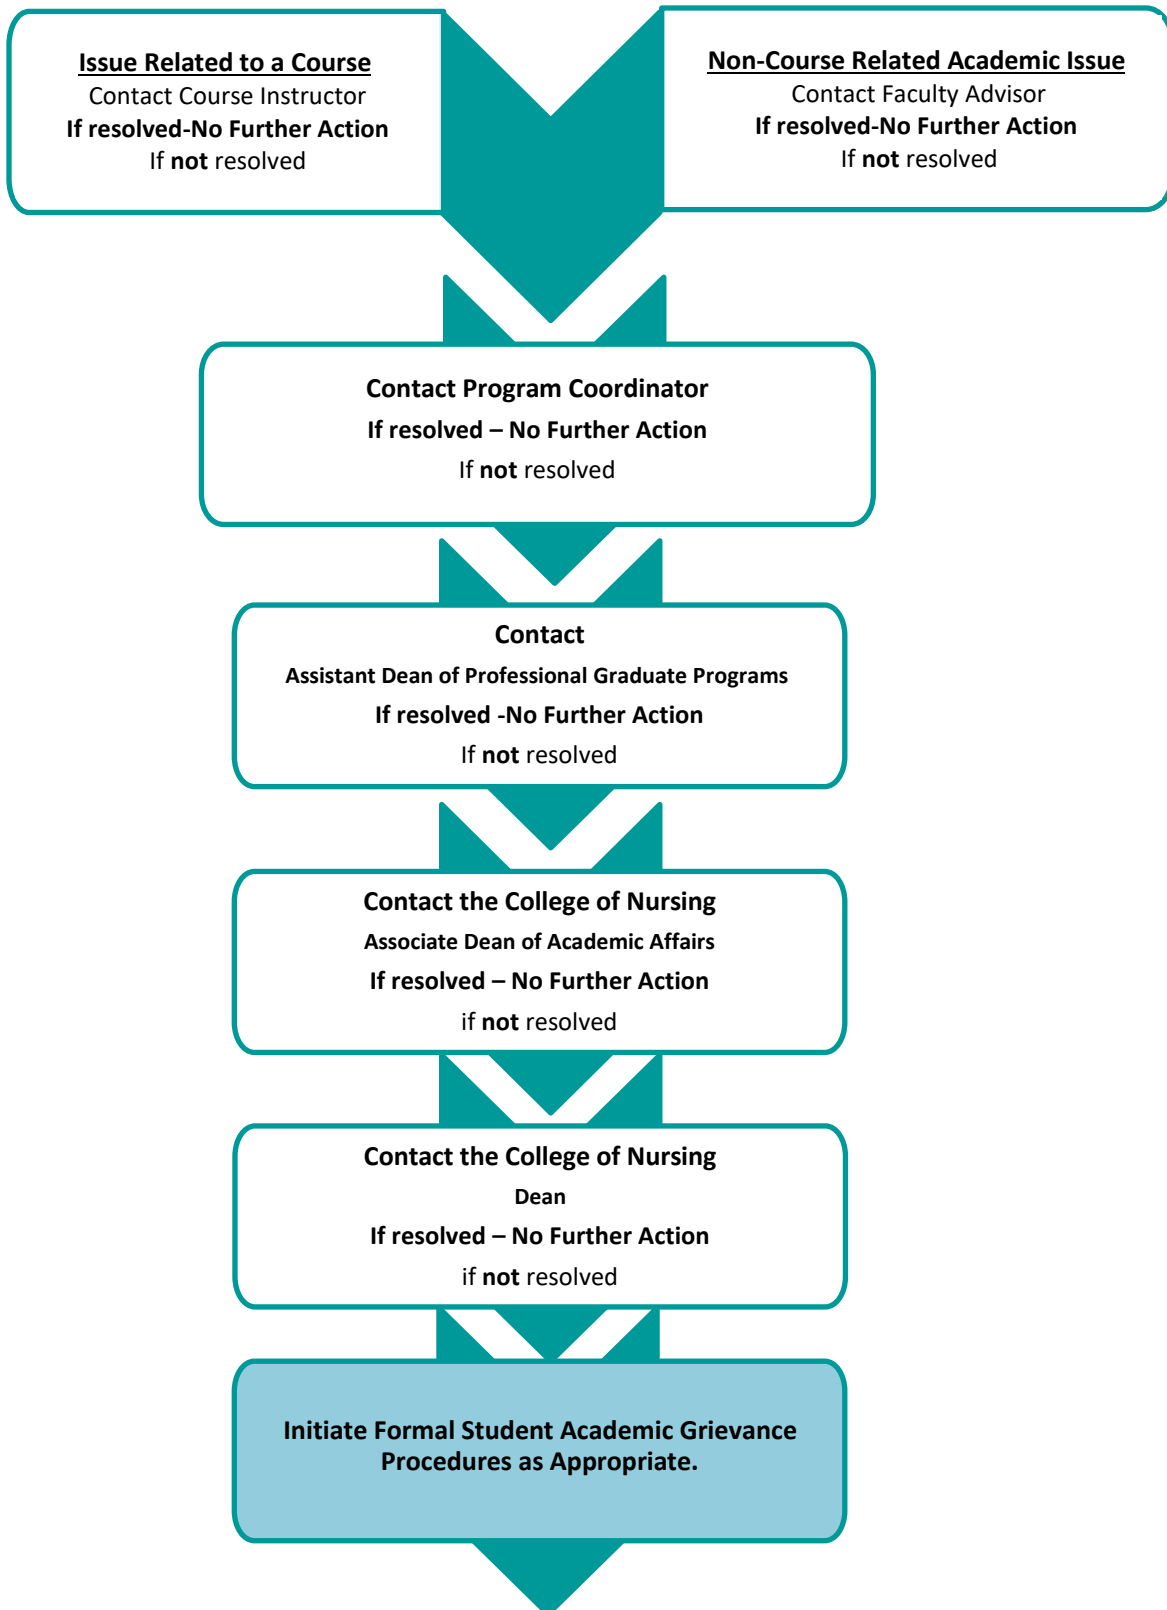 Issue Related to a Course
Contact Course Instructor
If resolved-No Further Action
If not resolved
Non-Course Related Academic Issue
Contact Faculty Advisor
If resolved-No Further Action
If not resolved
Contact Program Coordinator
If resolved – No Further Action
If not resolved
Contact
Assistant Dean of Professional Graduate Programs
If resolved -No Further Action
If not resolved
Contact the College of Nursing
Associate Dean of Academic Affairs
If resolved – No Further Action
if not resolved
Contact the College of Nursing
Dean
If resolved – No Further Action
if not resolved
Initiate Formal Student Academic Grievance
Procedures as Appropriate.